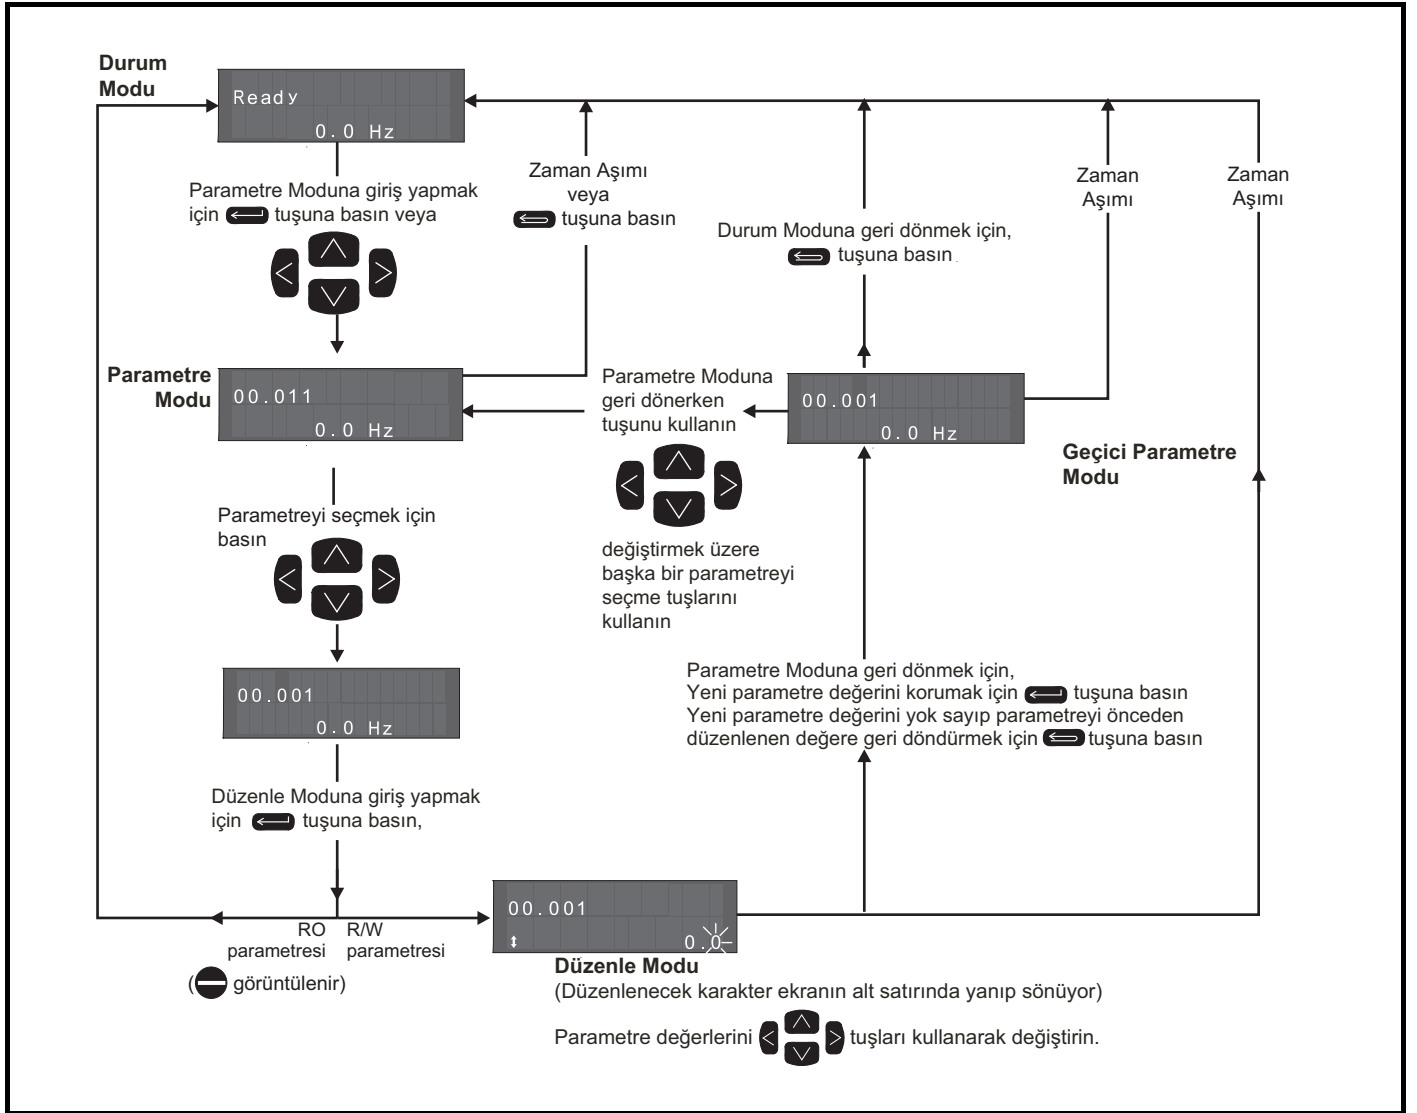 Durum
Modu
Ready
0.0 Hz
Parametre Moduna giriş yapmak
için tuşuna basın veya
Zaman Aşımı
veya
tuşuna basın
Durum Moduna geri dönmek için,
tuşuna basın
Zaman
Aşımı
Zaman
Aşımı
Parametre
Modu
00.011
0.0 Hz
Parametre Moduna
geri dönerken
tuşunu kullanın
değiştirmek üzere
başka bir parametreyi
seçme tuşlarını
kullanın
00.001
0.0 Hz
Geçici Parametre
Modu
Parametreyi seçmek için
basın
00.001
0.0 Hz
Parametre Moduna geri dönmek için,
Yeni parametre değerini korumak için tuşuna basın
Yeni parametre değerini yok sayıp parametreyi önceden
düzenlenen değere geri döndürmek için tuşuna basın
Düzenle Moduna giriş yapmak
için tuşuna basın,
RO
parametresi
R/W
parametresi
( görüntülenir)
00.001
0.0
Düzenle Modu
(Düzenlenecek karakter ekranın alt satırında yanıp sönüyor)
Parametre değerlerini tuşları kullanarak değiştirin.